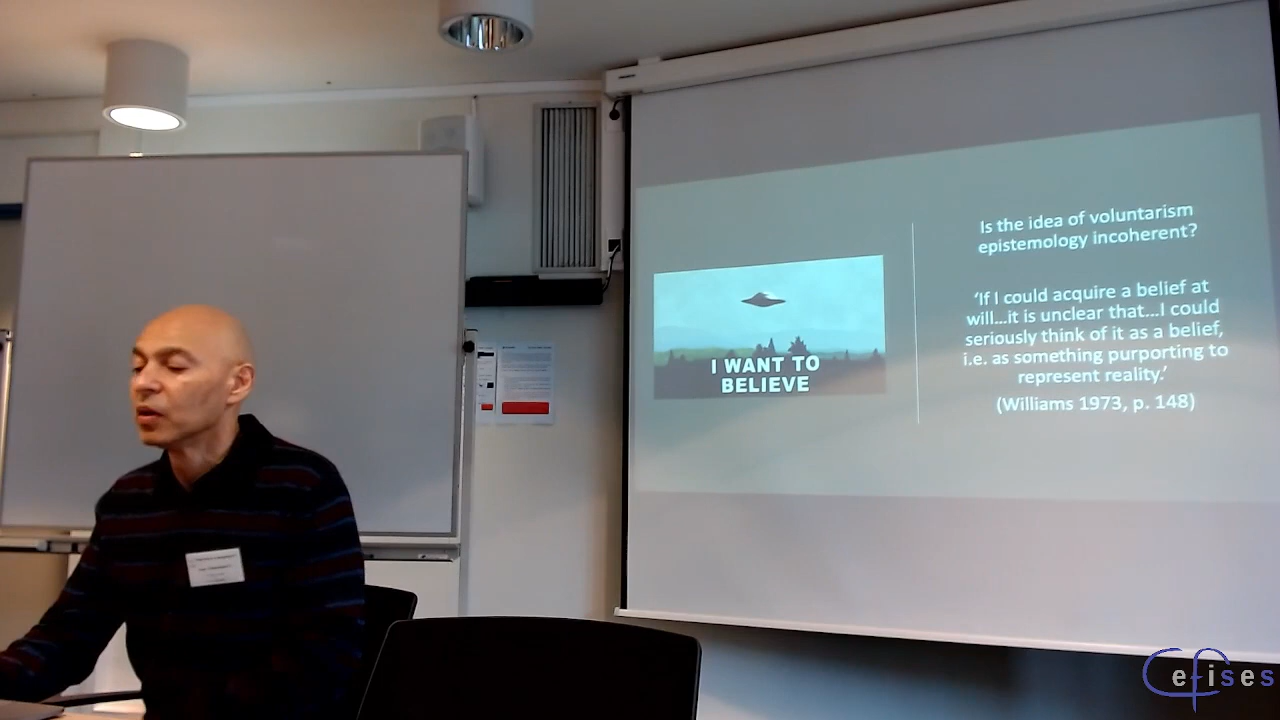 Is the idea of voluntarism
epistemology incoherent?
‘If I could acquire a belief at
will...it is unclear that...I could
seriously think of it as a belief,
i.e. as something purporting to
represent reality.’
(Williams 1973, p. 148)
I WANT TO
BELIEVE
efises